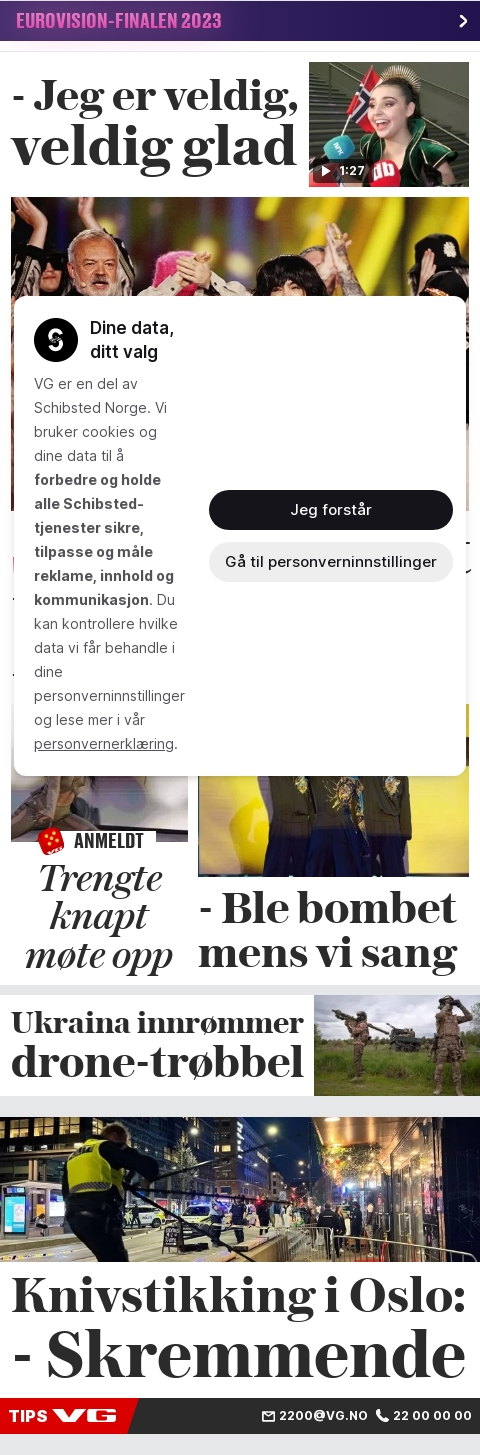 EUROVISION-FINALEN 2023
- Jeg er veldig,
veldig glad
1:27
Dine data,
ditt valg
VG er en del av
Schibsted Norge. Vi
bruker cookies og
dine data til å
forbedre og holde
alle Schibsted-
tjenester sikre,
tilpasse og måle
reklame, innhold og
kommunikasjon. Du
kan kontrollere hvilke
data vi får behandle i
dine
personverninnstillinger
og lese mer i vår
personvernerklæring.
Jeg forstår
Gå til personverninnstillinger
ANMELDT
Trengte
knapt
møte opp
- Ble bombet
mens vi sang
Ukraina innrømmer
drone-trøbbel
Knivstikking i Oslo:
- Skremmende
TIPS VG
2200@VG.NO 22 00 00 00